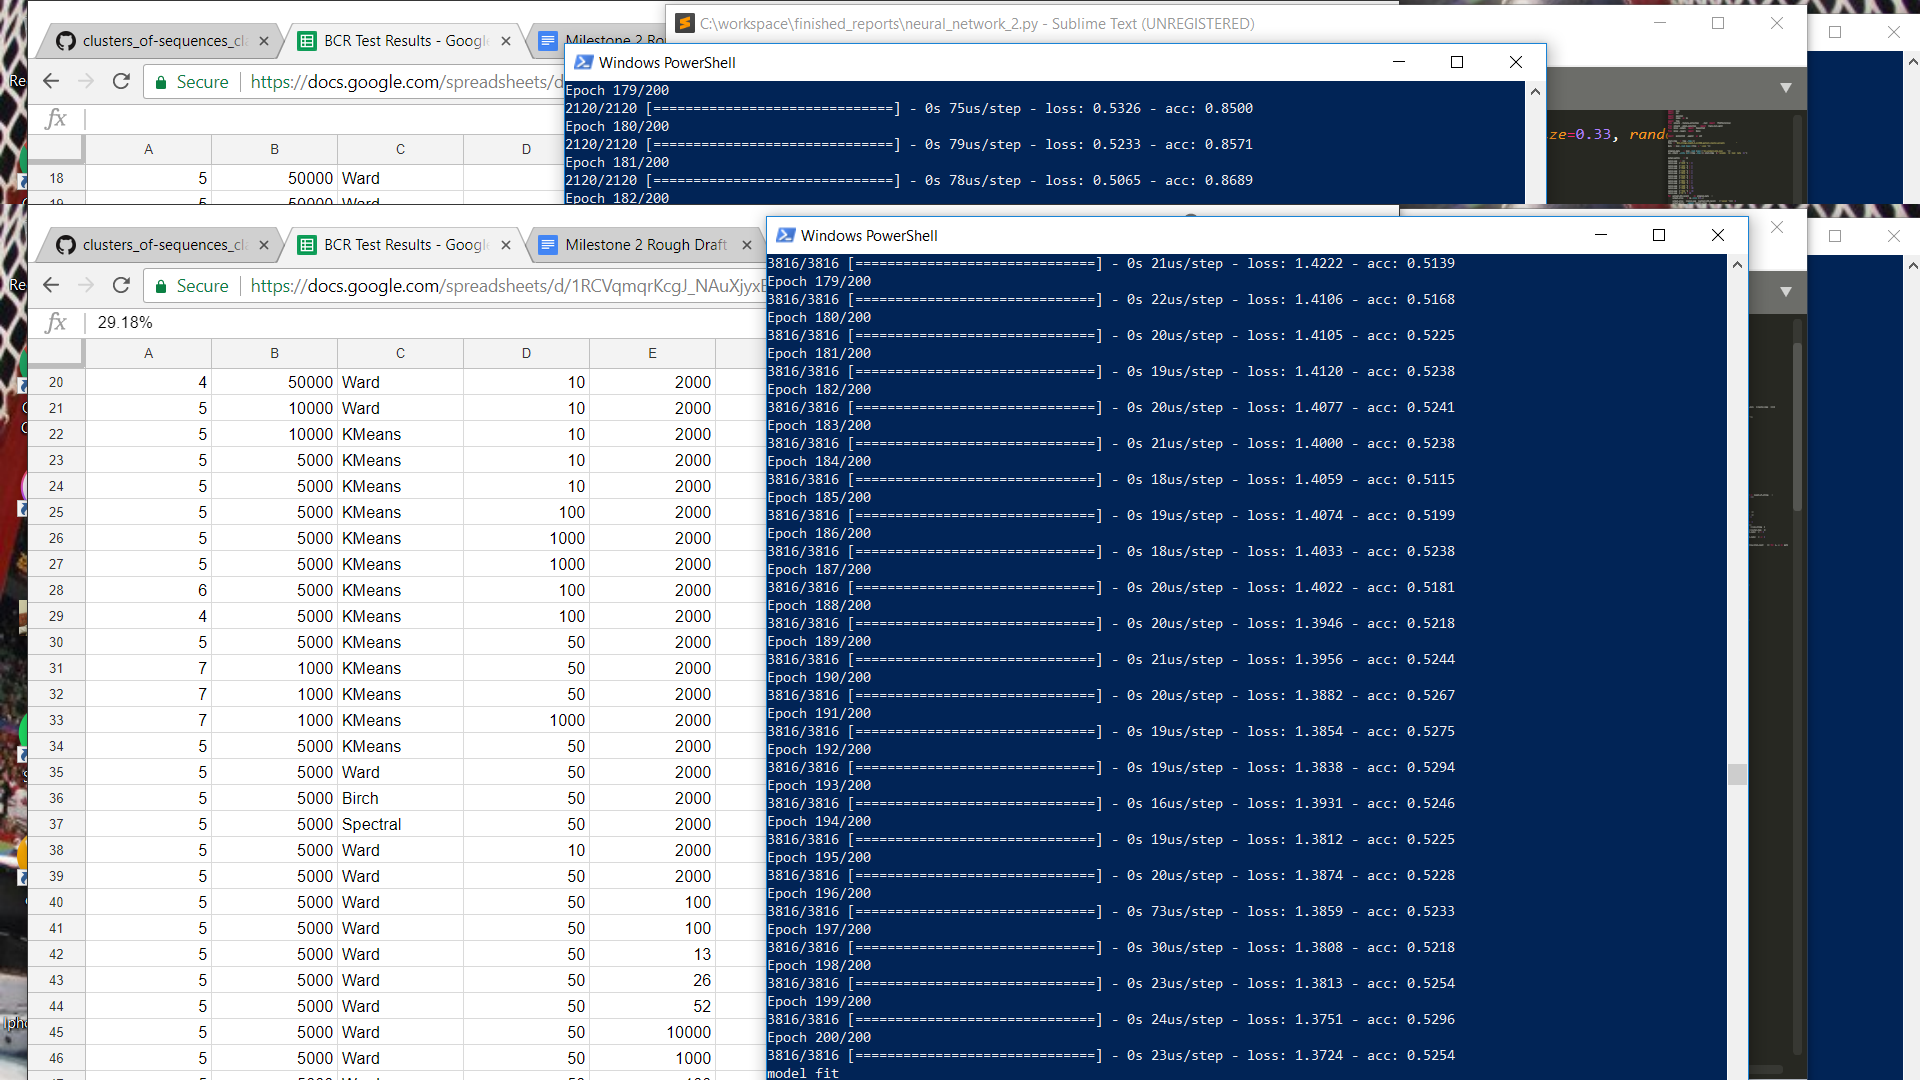 clusters_of-sequences_cl
BCR Test Results - Google
Milestone 2 Ro
C:\workspace\finished_reports\neural_network_2.py - Sublime Text (UNREGISTERED)
Windows PowerShell
Re
Secure
https://docs.google.com/spreadsheets/d
fx
A B C D
18 5 50000 Ward
19 5 50000 Ward
Epoch 179/200
2120/2120 [==============================] - 0s 75us/step - loss: 0.5326 - acc: 0.8500
Epoch 180/200
2120/2120 [==============================] - 0s 79us/step - loss: 0.5233 - acc: 0.8571
Epoch 181/200
2120/2120 [==============================] - 0s 78us/step - loss: 0.5065 - acc: 0.8689
Epoch 182/200
ze=0.33, rand
clusters_of-sequences_cl
BCR Test Results - Google
Milestone 2 Rough Draft
Windows PowerShell
Re
Secure
https://docs.google.com/spreadsheets/d/1RCVqmqrKcgJ_NAuXjyxE
fx 29.18%
A B C D E
20 4 50000 Ward 10 2000
21 5 10000 Ward 10 2000
22 5 10000 KMeans 10 2000
23 5 5000 KMeans 10 2000
24 5 5000 KMeans 10 2000
25 5 5000 KMeans 100 2000
26 5 5000 KMeans 1000 2000
27 5 5000 KMeans 1000 2000
28 6 5000 KMeans 100 2000
29 4 5000 KMeans 100 2000
30 5 5000 KMeans 50 2000
31 7 1000 KMeans 50 2000
32 7 1000 KMeans 50 2000
33 7 1000 KMeans 1000 2000
34 5 5000 KMeans 50 2000
35 5 5000 Ward 50 2000
36 5 5000 Birch 50 2000
37 5 5000 Spectral 50 2000
38 5 5000 Ward 10 2000
39 5 5000 Ward 50 2000
40 5 5000 Ward 50 100
41 5 5000 Ward 50 100
42 5 5000 Ward 50 13
43 5 5000 Ward 50 26
44 5 5000 Ward 50 52
45 5 5000 Ward 50 10000
46 5 5000 Ward 50 1000
Iph
3816/3816 [==============================] - 0s 21us/step - loss: 1.4222 - acc: 0.5139
Epoch 179/200
3816/3816 [==============================] - 0s 22us/step - loss: 1.4106 - acc: 0.5168
Epoch 180/200
3816/3816 [==============================] - 0s 20us/step - loss: 1.4105 - acc: 0.5225
Epoch 181/200
3816/3816 [==============================] - 0s 19us/step - loss: 1.4120 - acc: 0.5238
Epoch 182/200
3816/3816 [==============================] - 0s 20us/step - loss: 1.4077 - acc: 0.5241
Epoch 183/200
3816/3816 [==============================] - 0s 21us/step - loss: 1.4000 - acc: 0.5238
Epoch 184/200
3816/3816 [==============================] - 0s 18us/step - loss: 1.4059 - acc: 0.5115
Epoch 185/200
3816/3816 [==============================] - 0s 19us/step - loss: 1.4074 - acc: 0.5199
Epoch 186/200
3816/3816 [==============================] - 0s 18us/step - loss: 1.4033 - acc: 0.5238
Epoch 187/200
3816/3816 [==============================] - 0s 20us/step - loss: 1.4022 - acc: 0.5181
Epoch 188/200
3816/3816 [==============================] - 0s 20us/step - loss: 1.3946 - acc: 0.5218
Epoch 189/200
3816/3816 [==============================] - 0s 21us/step - loss: 1.3956 - acc: 0.5244
Epoch 190/200
3816/3816 [==============================] - 0s 20us/step - loss: 1.3882 - acc: 0.5267
Epoch 191/200
3816/3816 [==============================] - 0s 19us/step - loss: 1.3854 - acc: 0.5275
Epoch 192/200
3816/3816 [==============================] - 0s 19us/step - loss: 1.3838 - acc: 0.5294
Epoch 193/200
3816/3816 [==============================] - 0s 16us/step - loss: 1.3931 - acc: 0.5246
Epoch 194/200
3816/3816 [==============================] - 0s 19us/step - loss: 1.3812 - acc: 0.5225
Epoch 195/200
3816/3816 [==============================] - 0s 20us/step - loss: 1.3874 - acc: 0.5228
Epoch 196/200
3816/3816 [==============================] - 0s 73us/step - loss: 1.3859 - acc: 0.5233
Epoch 197/200
3816/3816 [==============================] - 0s 30us/step - loss: 1.3808 - acc: 0.5218
Epoch 198/200
3816/3816 [==============================] - 0s 23us/step - loss: 1.3813 - acc: 0.5254
Epoch 199/200
3816/3816 [==============================] - 0s 24us/step - loss: 1.3751 - acc: 0.5296
Epoch 200/200
3816/3816 [==============================] - 0s 23us/step - loss: 1.3724 - acc: 0.5254
model fit